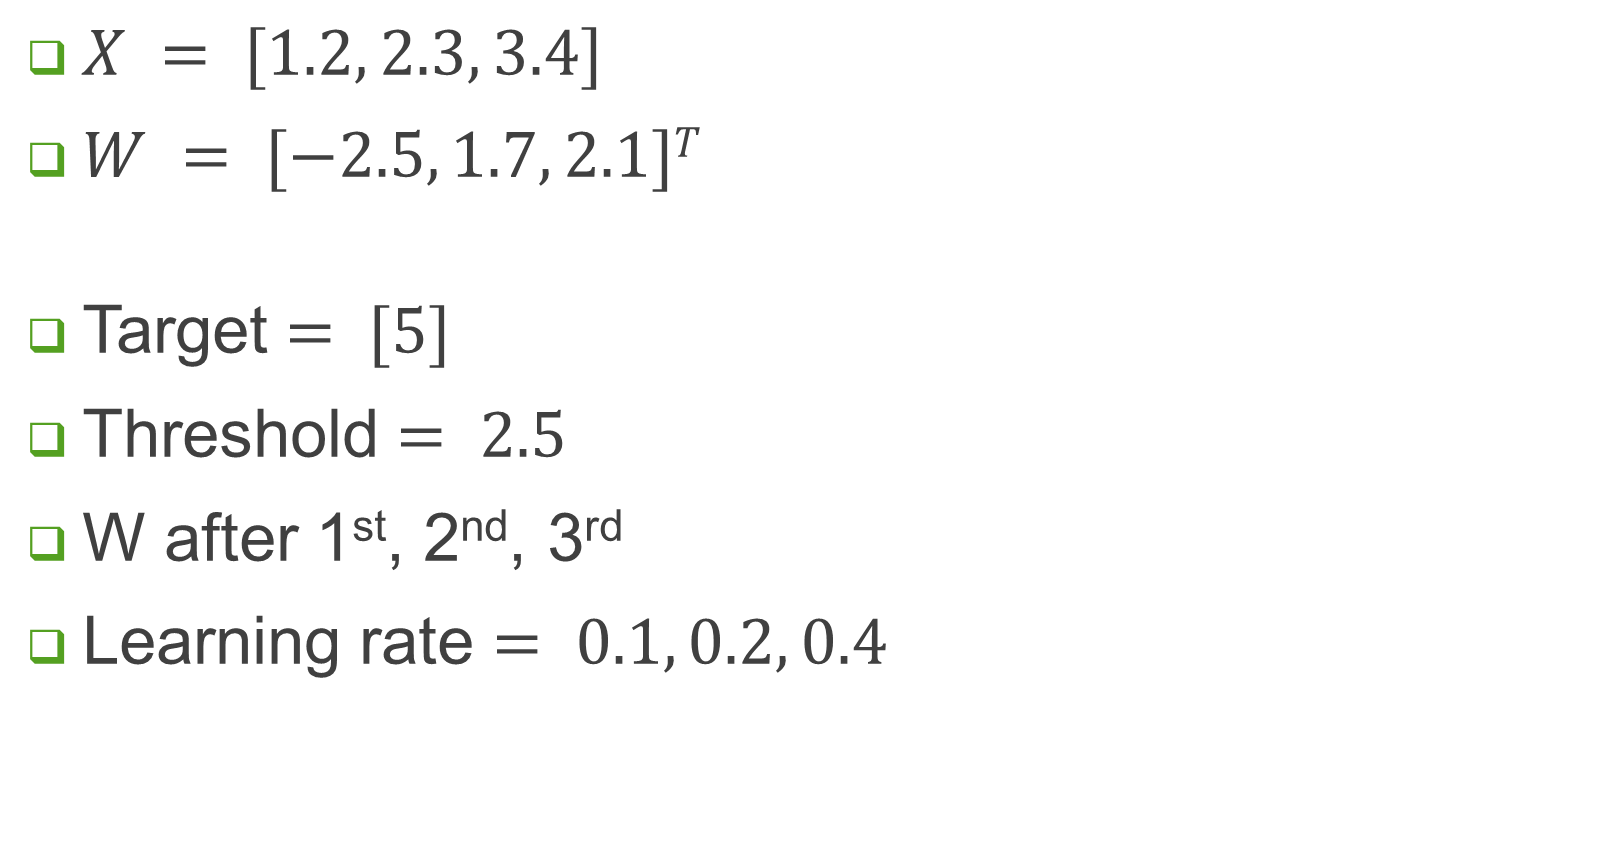 X = [1.2, 2.3, 3.4]
W = [−2.5, 1.7, 2.1]ᵀ
Target = [5]
Threshold = 2.5
W after 1st, 2nd, 3rd
Learning rate = 0.1, 0.2, 0.4